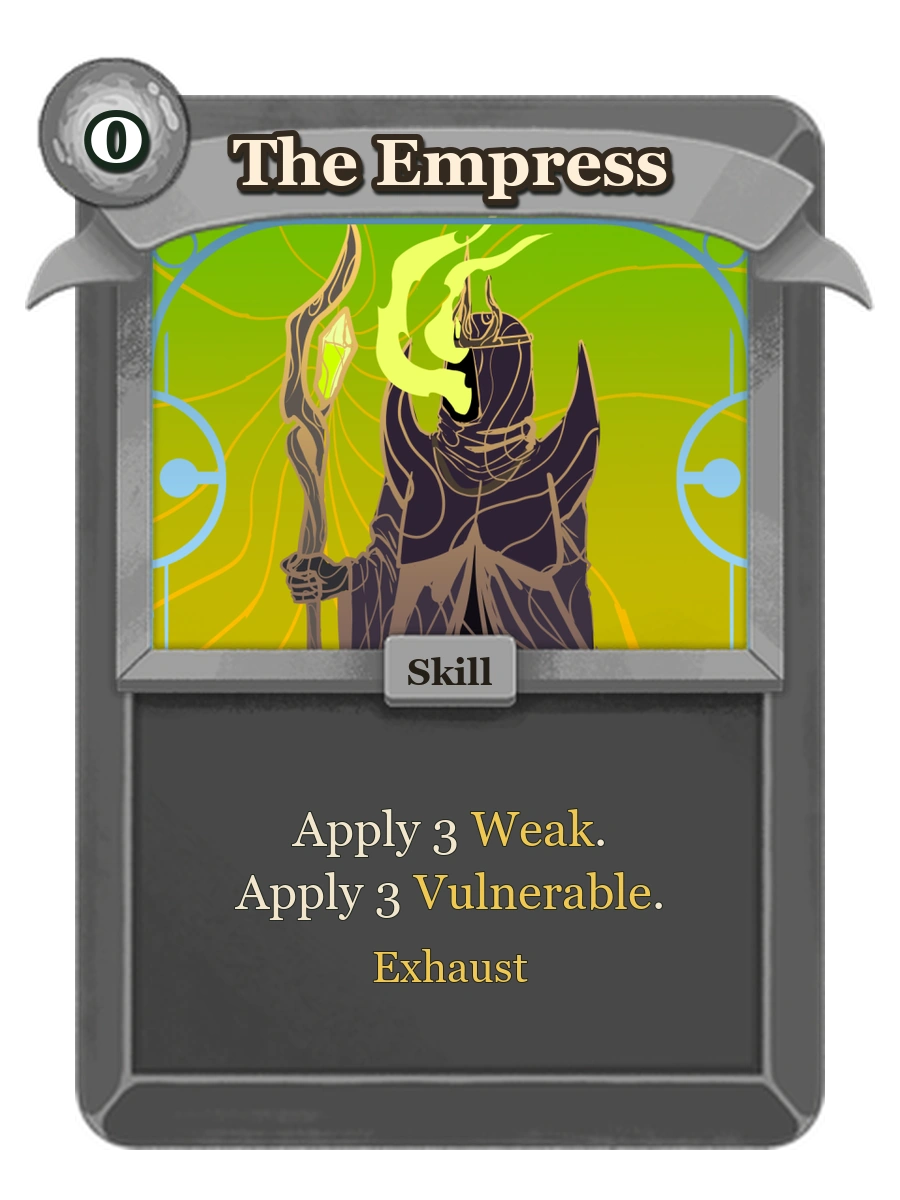 0
The Empress
Skill
Apply 3 Weak.
Apply 3 Vulnerable.
Exhaust